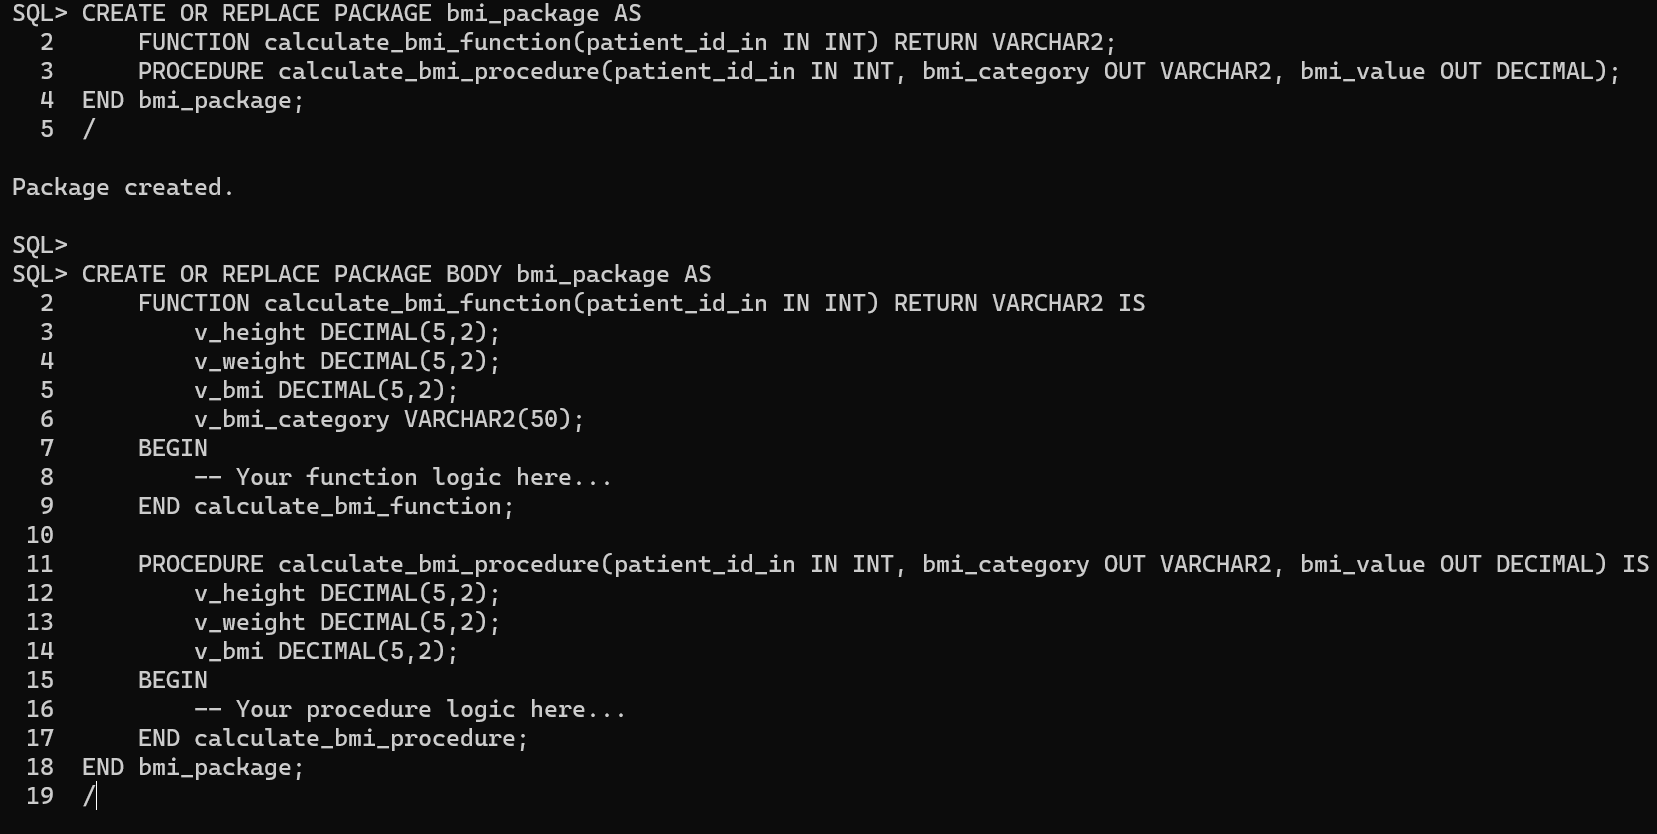 SQL> CREATE OR REPLACE PACKAGE bmi_package AS
  2      FUNCTION calculate_bmi_function(patient_id_in IN INT) RETURN VARCHAR2;
  3      PROCEDURE calculate_bmi_procedure(patient_id_in IN INT, bmi_category OUT VARCHAR2, bmi_value OUT DECIMAL);
  4  END bmi_package;
  5  /
Package created.
SQL>
SQL> CREATE OR REPLACE PACKAGE BODY bmi_package AS
  2      FUNCTION calculate_bmi_function(patient_id_in IN INT) RETURN VARCHAR2 IS
  3          v_height DECIMAL(5,2);
  4          v_weight DECIMAL(5,2);
  5          v_bmi DECIMAL(5,2);
  6          v_bmi_category VARCHAR2(50);
  7      BEGIN
  8          -- Your function logic here...
  9      END calculate_bmi_function;
 10
 11      PROCEDURE calculate_bmi_procedure(patient_id_in IN INT, bmi_category OUT VARCHAR2, bmi_value OUT DECIMAL) IS
 12          v_height DECIMAL(5,2);
 13          v_weight DECIMAL(5,2);
 14          v_bmi DECIMAL(5,2);
 15      BEGIN
 16          -- Your procedure logic here...
 17      END calculate_bmi_procedure;
 18  END bmi_package;
 19  /